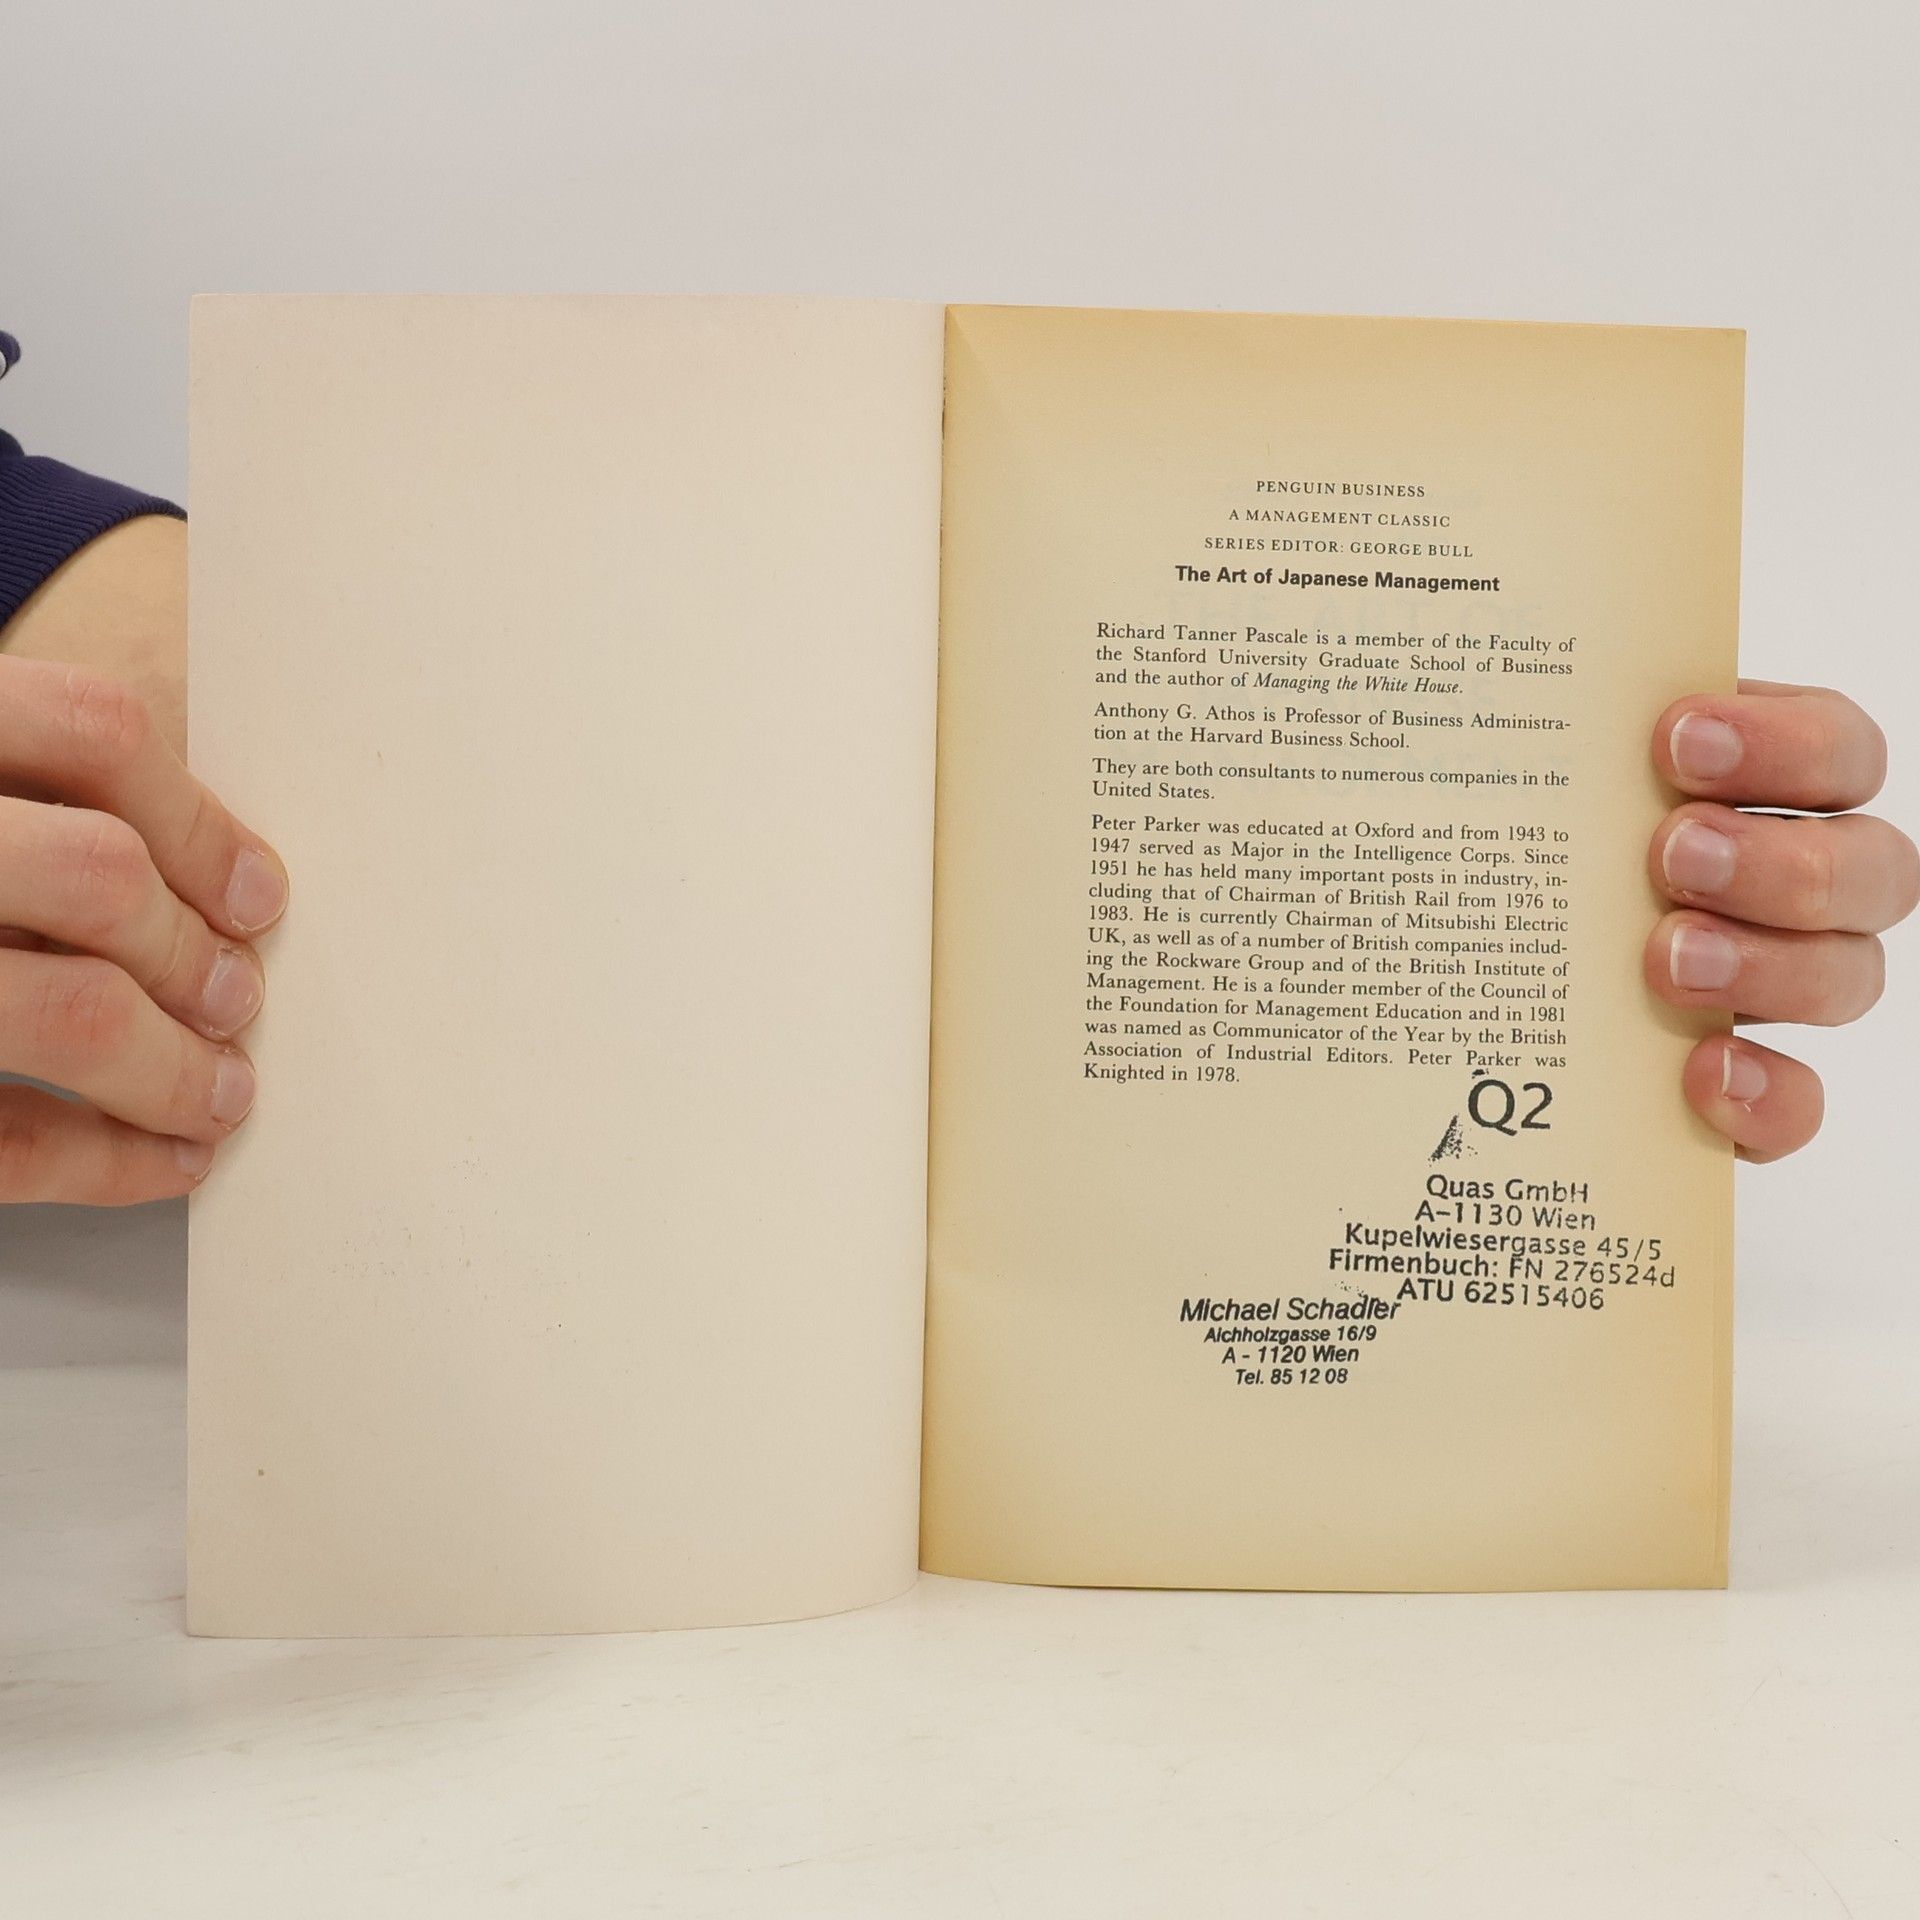 PENGUIN BUSINESS
A MANAGEMENT CLASSIC
SERIES EDITOR: GEORGE BULL
The Art of Japanese Management
Richard Tanner Pascale is a member of the Faculty of
the Stanford University Graduate School of Business
and the author of Managing the White House.
Anthony G. Athos is Professor of Business Administra-
tion at the Harvard Business School.
They are both consultants to numerous companies in the
United States.
Peter Parker was educated at Oxford and from 1943 to
1947 served as Major in the Intelligence Corps. Since
1951 he has held many important posts in industry, in-
cluding that of Chairman of British Rail from 1976 to
1983. He is currently Chairman of Mitsubishi Electric
UK, as well as of a number of British companies includ-
ing the Rockware Group and of the British Institute of
Management. He is a founder member of the Council of
the Foundation for Management Education and in 1981
was named as Communicator of the Year by the British
Association of Industrial Editors. Peter Parker was
Knighted in 1978.
Q2
Quas GmbH
A-1130 Wien
Kupelwiesergasse 45/5
Firmenbuch: FN 276524d
ATU 62515406
Michael Schadler
Aichholzgasse 16/9
A - 1120 Wien
Tel. 85 12 08